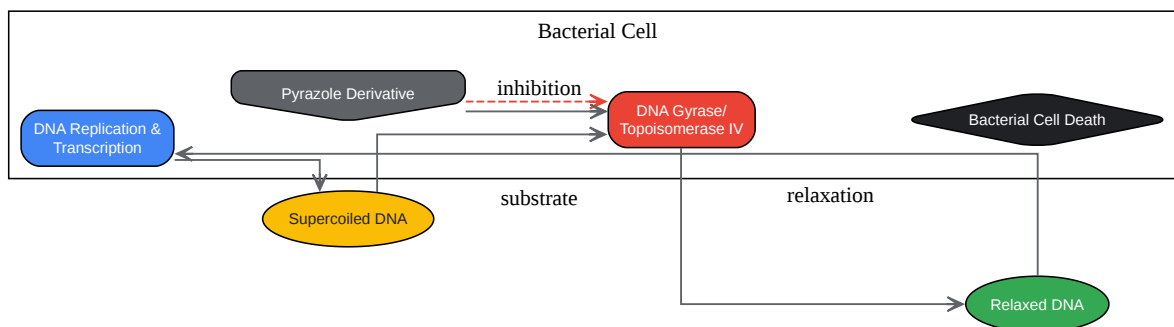 Bacterial Cell
Pyrazole Derivative
inhibition
DNA Gyrase/
Topoisomerase IV
Bacterial Cell Death
DNA Replication &
Transcription
substrate
relaxation
Supercoiled DNA
Relaxed DNA